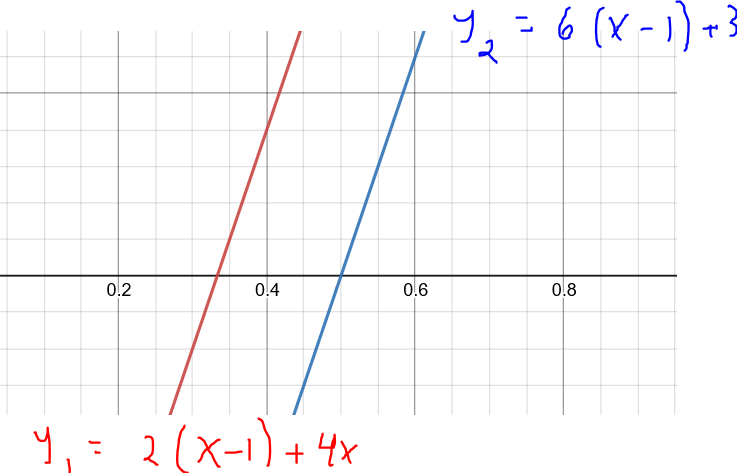 y₂ = 6(x-1)+3
0.2 0.4 0.6 0.8
y₁ = 2(x-1)+4x